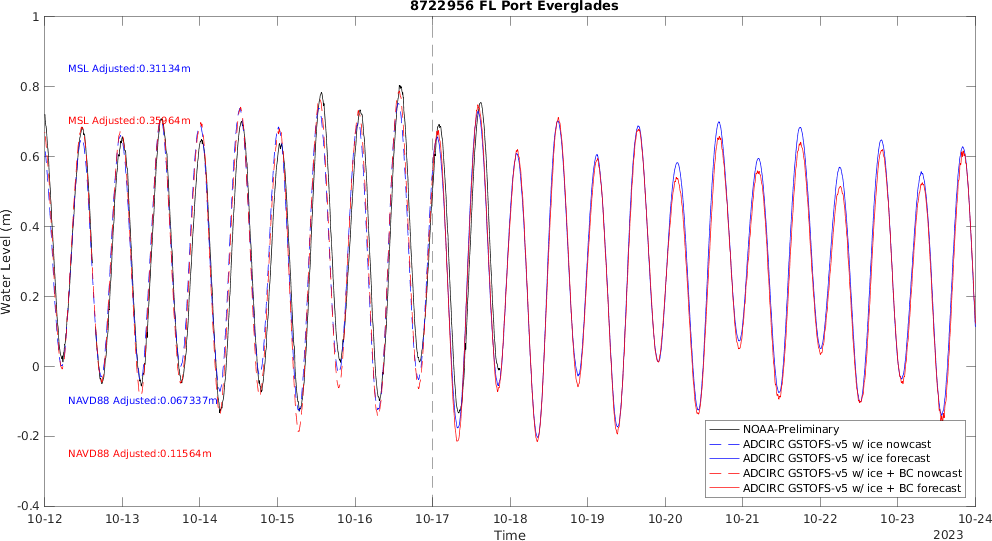 8722956 FL Port Everglades
Water Level (m)
1
0.8
0.6
0.4
0.2
0
-0.2
-0.4
MSL Adjusted:0.31134m
MSL Adjusted:0.35964m
NAVD88 Adjusted:0.067337m
NAVD88 Adjusted:0.11564m
NOAA-Preliminary
ADCIRC GSTOFS-v5 w/ ice nowcast
ADCIRC GSTOFS-v5 w/ ice forecast
ADCIRC GSTOFS-v5 w/ ice + BC nowcast
ADCIRC GSTOFS-v5 w/ ice + BC forecast
10-12 10-13 10-14 10-15 10-16 10-17 10-18 10-19 10-20 10-21 10-22 10-23 10-24
Time
2023